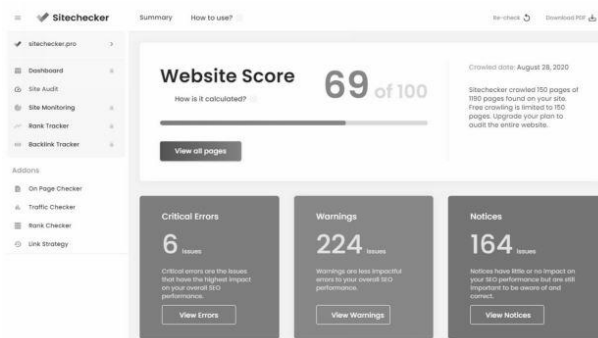 Sitechecker
Summary
How to use?
Re-check
Download PDF
sitechecker.pro
Dashboard
Site Audit
Site Monitoring
Rank Tracker
Backlink Tracker
Addons
On Page Checker
Traffic Checker
Rank Checker
Link Strategy
Website Score
How is it calculated?
69 of 100
View all pages
Crawled date: August 28, 2020
Sitechecker crawled 150 pages of
1190 pages found on your site.
Free crawling is limited to 150
pages. Upgrade your plan to
audit the entire website.
Critical Errors
6 Issues
Critical errors are the issues
that have the highest impact
on your overall SEO
performance.
View Errors
Warnings
224 Issues
Warnings are less impactful
errors to your overall SEO
performance.
View Warnings
Notices
164 Issues
Notices have little or no impact on
your SEO performance but are still
important to be aware of and
correct.
View Notices